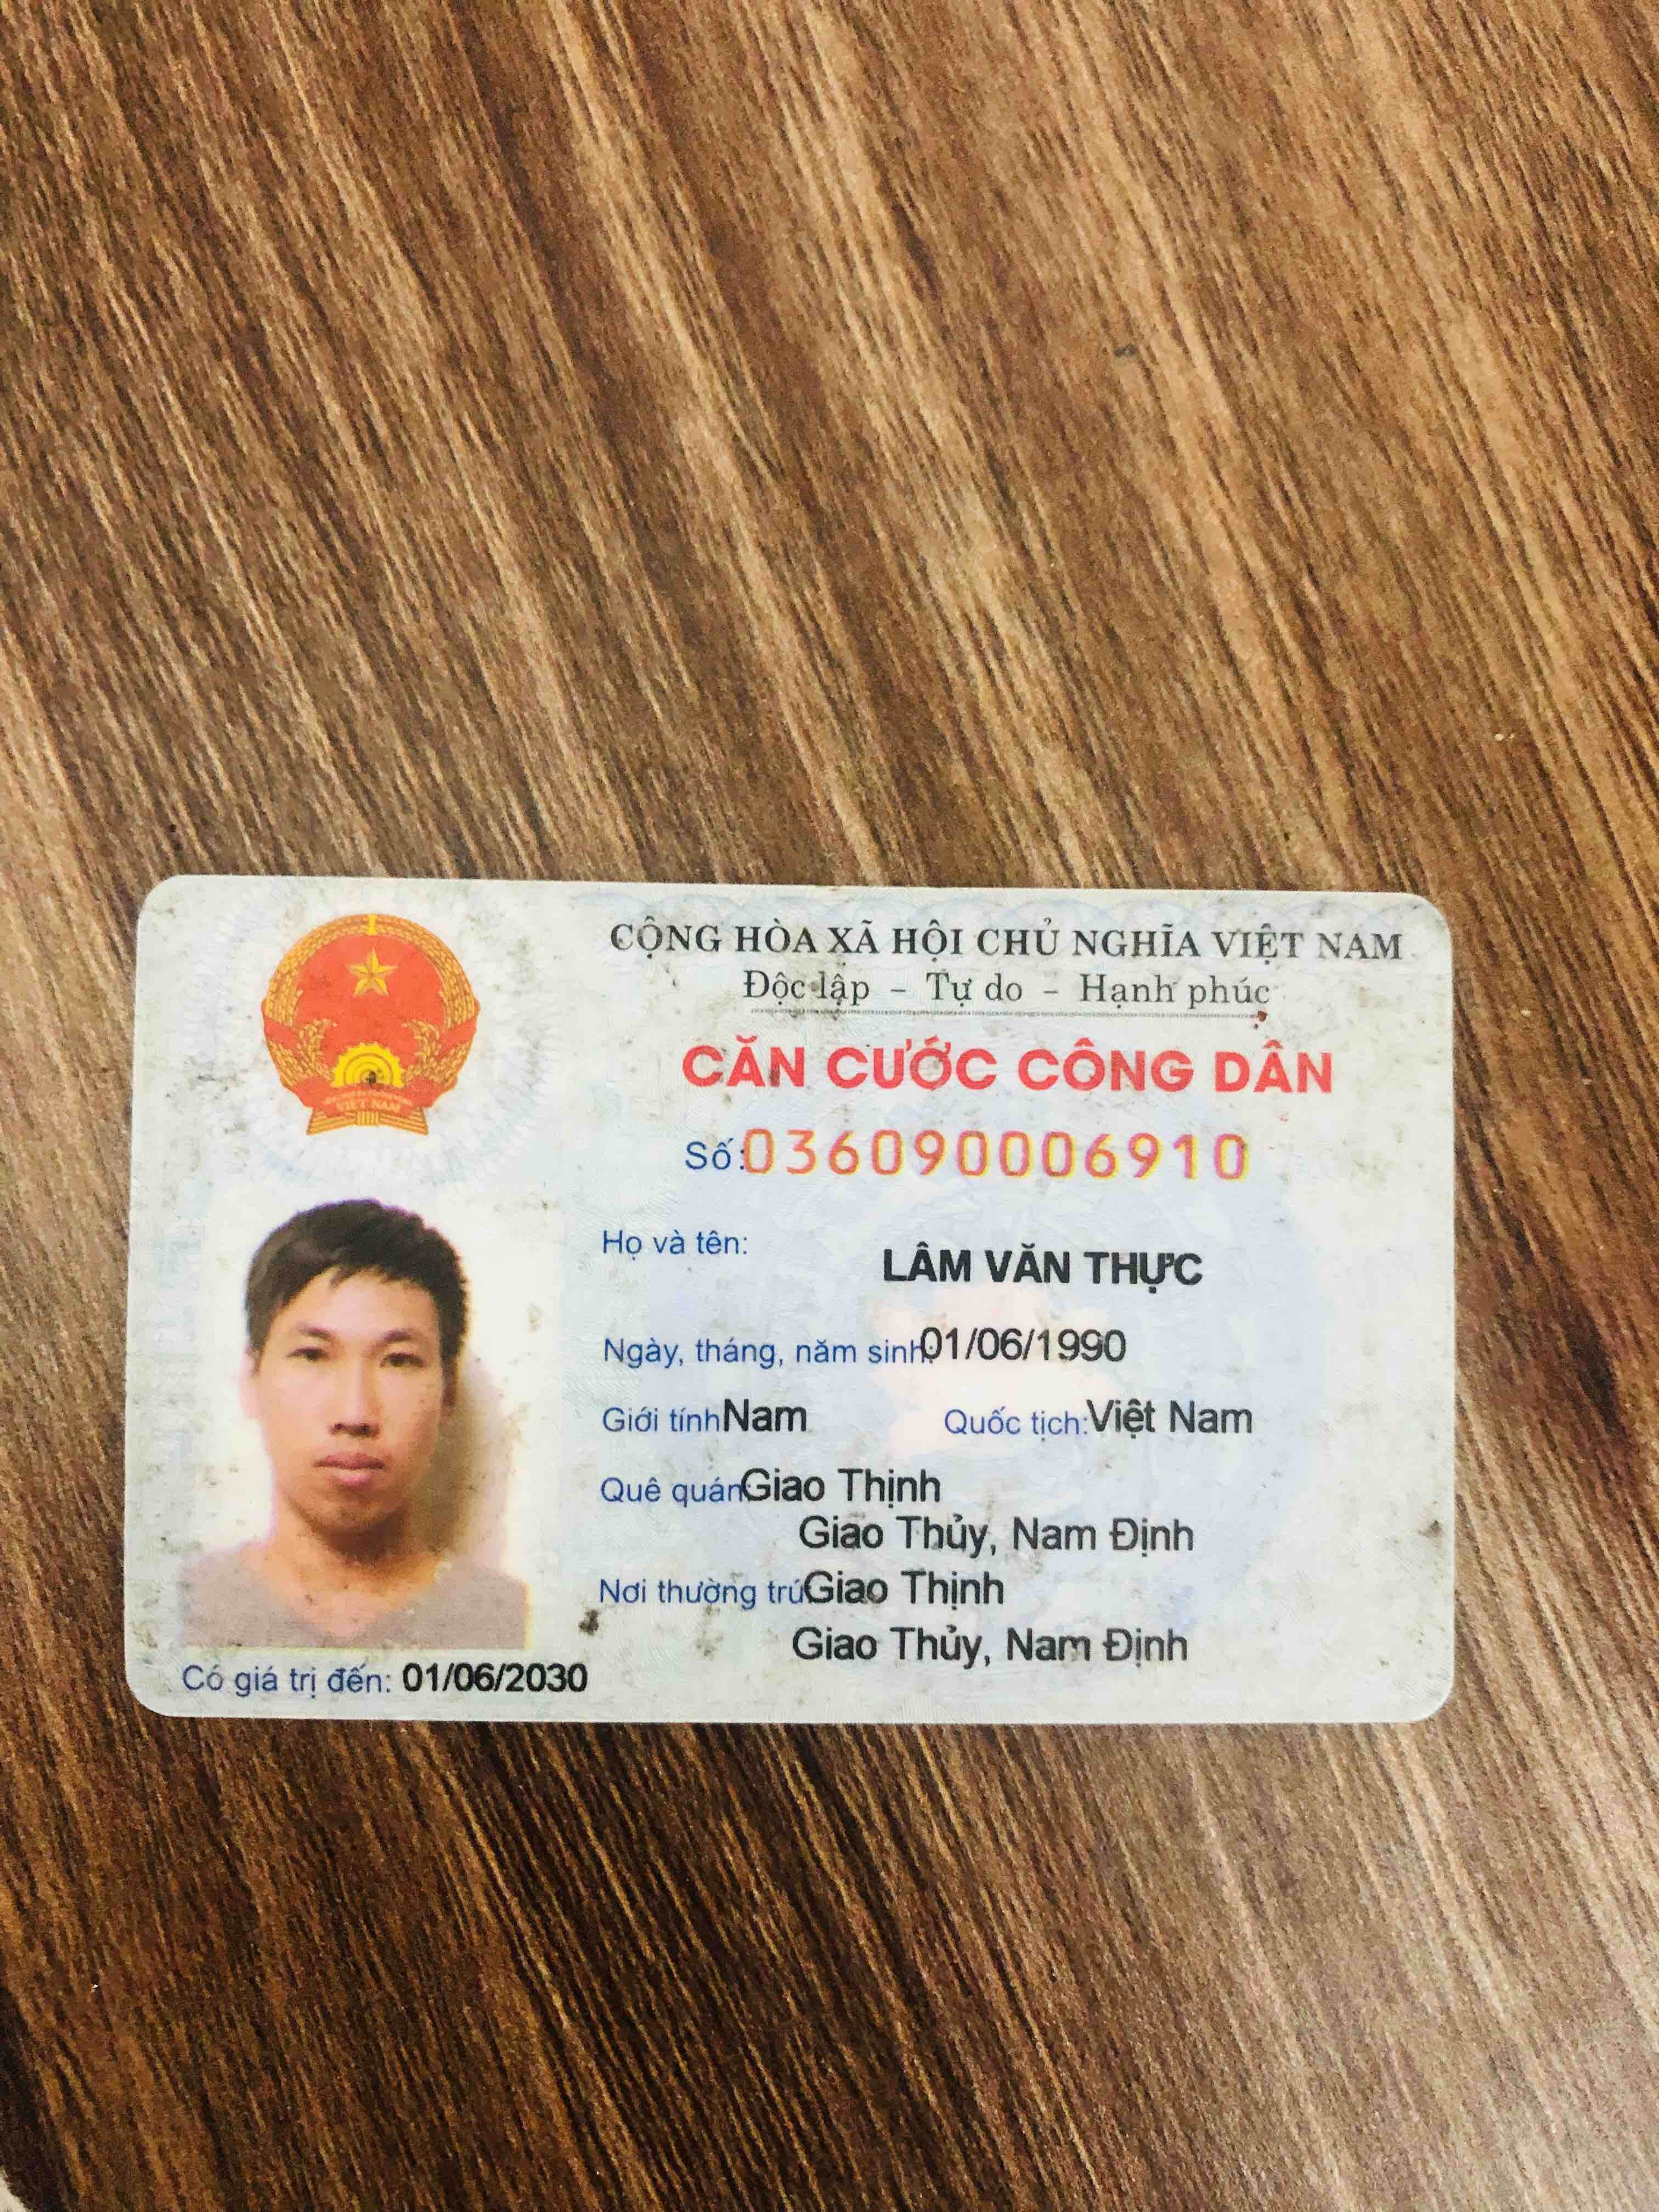 CỘNG HÒA XÃ HỘI CHỦ NGHĨA VIỆT NAM
Độc lập - Tự do - Hạnh phúc
CĂN CƯỚC CÔNG DÂN
Số: 036090006910
Họ và tên: LÂM VĂN THỰC
Ngày, tháng, năm sinh: 01/06/1990
Giới tính: Nam Quốc tịch: Việt Nam
Quê quán: Giao Thịnh
Giao Thủy, Nam Định
Nơi thường trú: Giao Thịnh
Giao Thủy, Nam Định
Có giá trị đến: 01/06/2030
VIỆT NAM